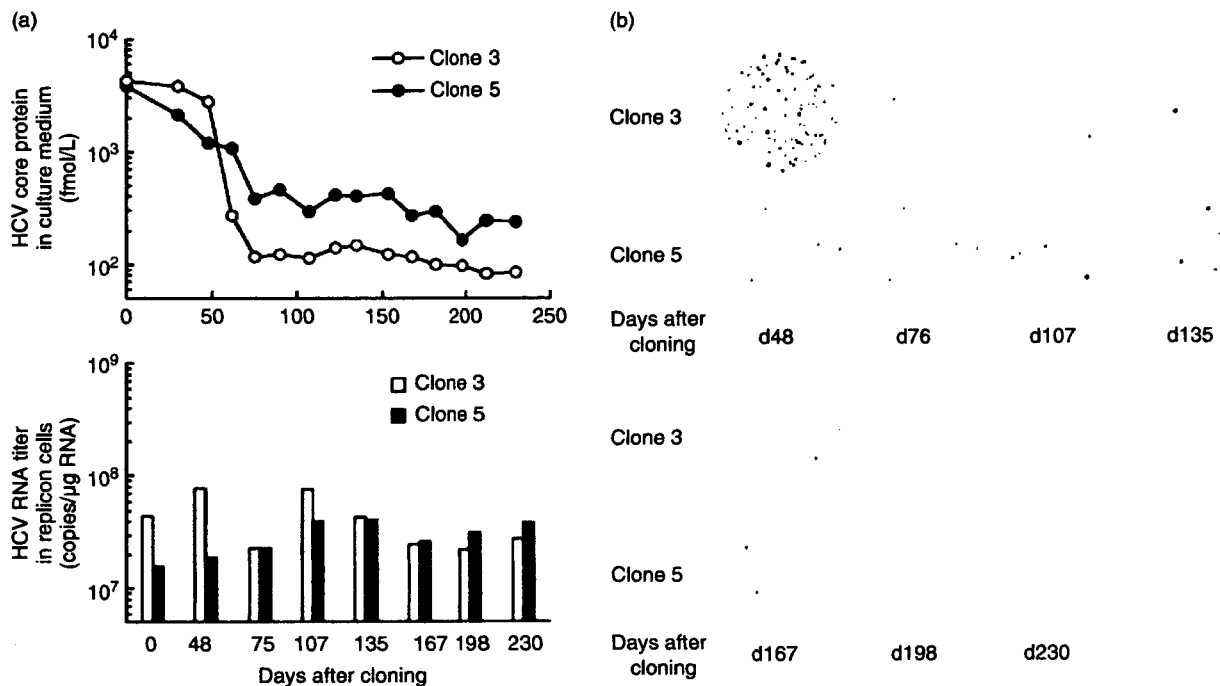 (a)
10⁴
10³
10²
HCV core protein
in culture medium
(fmol/L)
Clone 3
Clone 5
0
50
100
150
200
250
10⁹
10⁸
10⁷
HCV RNA titer
in replicon cells
(copies/µg RNA)
Clone 3
Clone 5
0
48
75
107
135
167
198
230
Days after cloning
(b)
Clone 3
Clone 5
Days after
cloning
d48
d76
d107
d135
Clone 3
Clone 5
Days after
cloning
d167
d198
d230